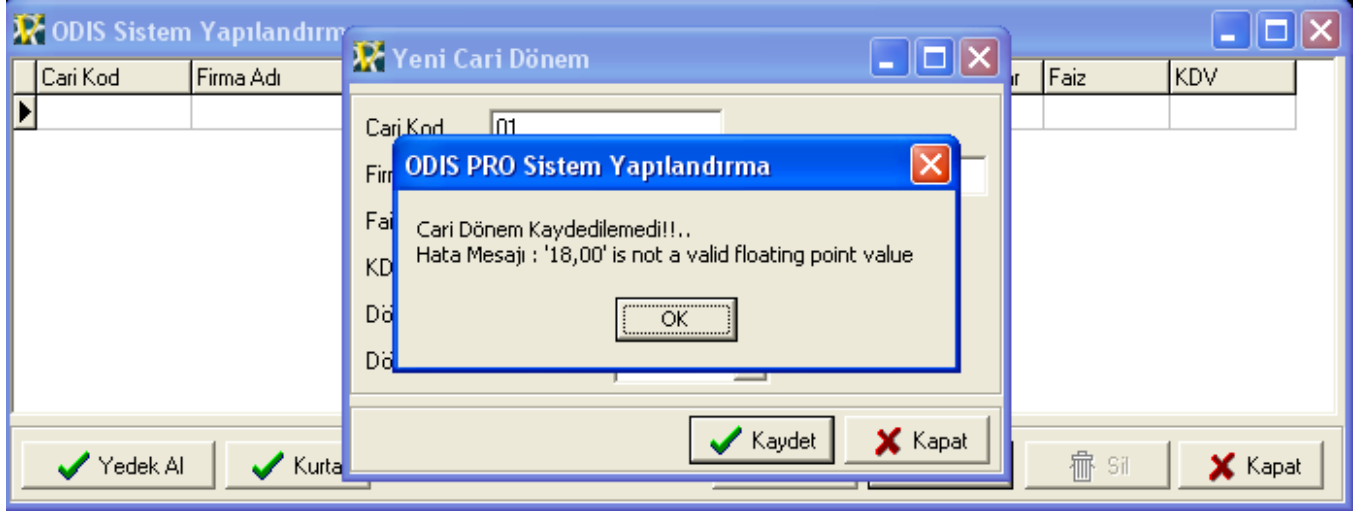 ODIS Sistem Yapılandırm
Yeni Cari Dönem
Cari Kod Firma Adı Faiz KDV
Cari Kod 01
ODIS PRO Sistem Yapılandırma
Cari Dönem Kaydedilemedi!!..
Hata Mesajı : '18,00' is not a valid floating point value
OK
Kaydet Kapat
Yedek Al Kurta Sil Kapat